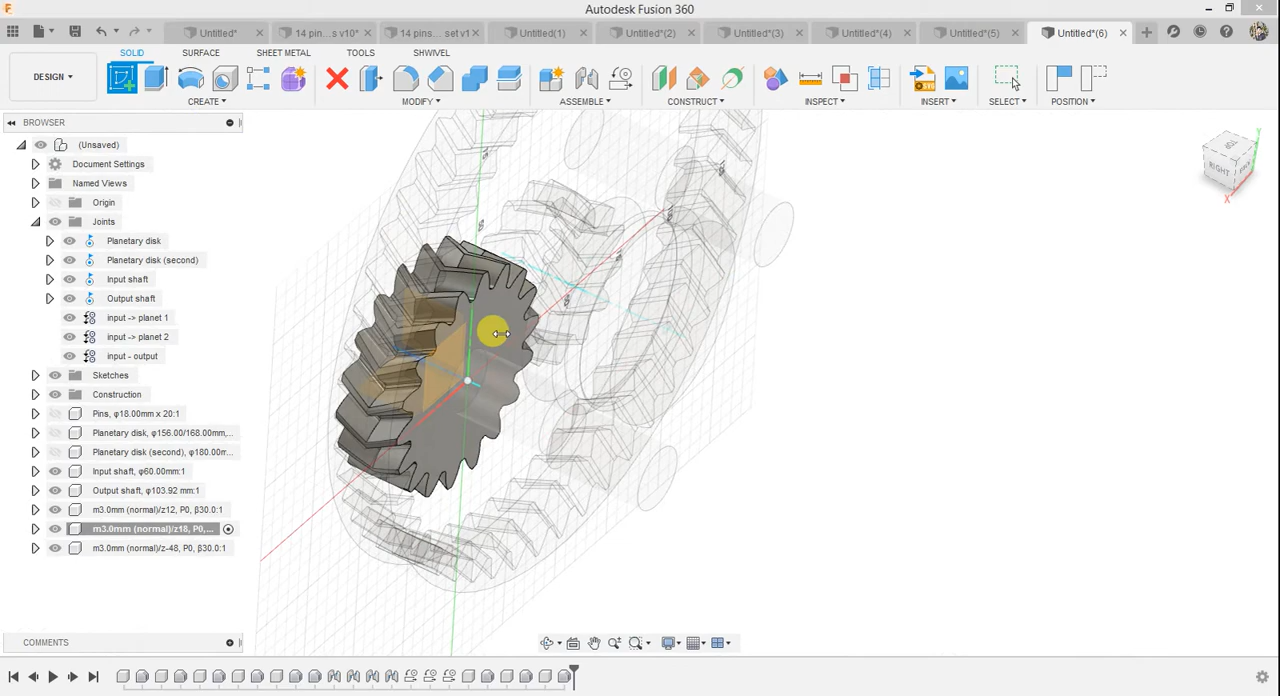 Autodesk Fusion 360
Untitled*
14 pins...s v10*
14 pins... set v1*
Untitled(1)
Untitled*(2)
Untitled*(3)
Untitled*(4)
Untitled*(5)
Untitled*(6)
SOLID
SURFACE
SHEET METAL
TOOLS
SHWIVEL
DESIGN
CREATE
MODIFY
ASSEMBLE
CONSTRUCT
INSPECT
INSERT
SELECT
POSITION
BROWSER
(Unsaved)
Document Settings
Named Views
Origin
Joints
Planetary disk
Planetary disk (second)
Input shaft
Output shaft
input -> planet 1
input -> planet 2
input - output
Sketches
Construction
Pins, φ18.00mm x 20:1
Planetary disk, φ156.00/168.00mm,...
Planetary disk (second), φ180.00m...
Input shaft, φ60.00mm:1
Output shaft, φ103.92 mm:1
m3.0mm (normal)/z12, P0, β30.0:1
m3.0mm (normal)/z18, P0,...
m3.0mm (normal)/z-48, P0, β30.0:1
TOP
RIGHT
Y
X
COMMENTS